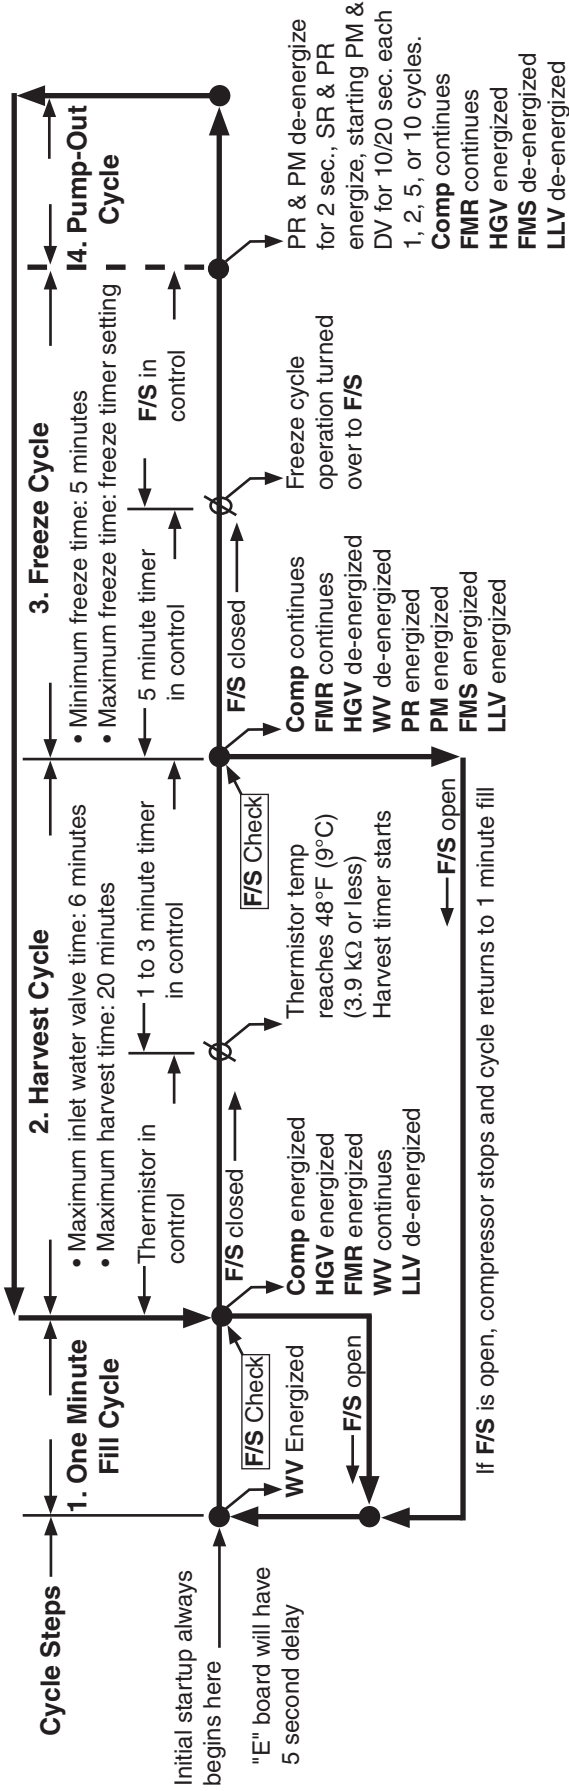 Cycle Steps
1. One Minute
Fill Cycle
2. Harvest Cycle
• Maximum inlet water valve time: 6 minutes
• Maximum harvest time: 20 minutes
3. Freeze Cycle
• Minimum freeze time: 5 minutes
• Maximum freeze time: freeze timer setting
4. Pump-Out
Cycle
Thermistor in
control
1 to 3 minute timer
in control
5 minute timer
in control
F/S in
control
Initial startup always
begins here
"E" board will have
5 second delay
F/S closed
F/S closed
F/S Check
WV Energized
F/S open
Comp energized
HGV energized
FMR energized
WV continues
LLV de-energized
Thermistor temp
reaches 48°F (9°C)
(3.9 kΩ or less)
Harvest timer starts
F/S Check
Comp continues
FMR continues
HGV de-energized
WV de-energized
PR energized
PM energized
FMS energized
LLV energized
Freeze cycle
operation turned
over to F/S
PR & PM de-energize
for 2 sec., SR & PR
energize, starting PM &
DV for 10/20 sec. each
1, 2, 5, or 10 cycles.
Comp continues
FMR continues
HGV energized
FMS de-energized
LLV de-energized
F/S open
If F/S is open, compressor stops and cycle returns to 1 minute fill